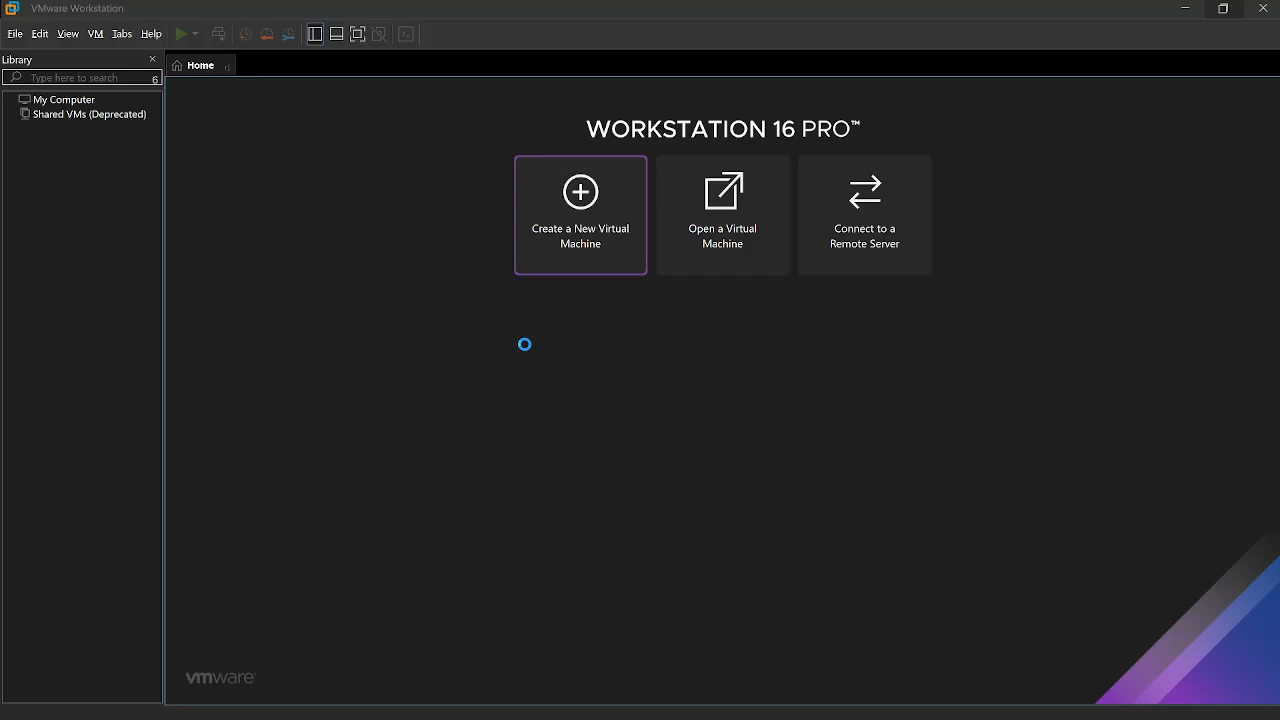 VMware Workstation
File Edit View VM Tabs Help
Library
Home
Type here to search
My Computer
Shared VMs (Deprecated)
WORKSTATION 16 PRO™
Create a New Virtual
Machine
Open a Virtual
Machine
Connect to a
Remote Server
vmware